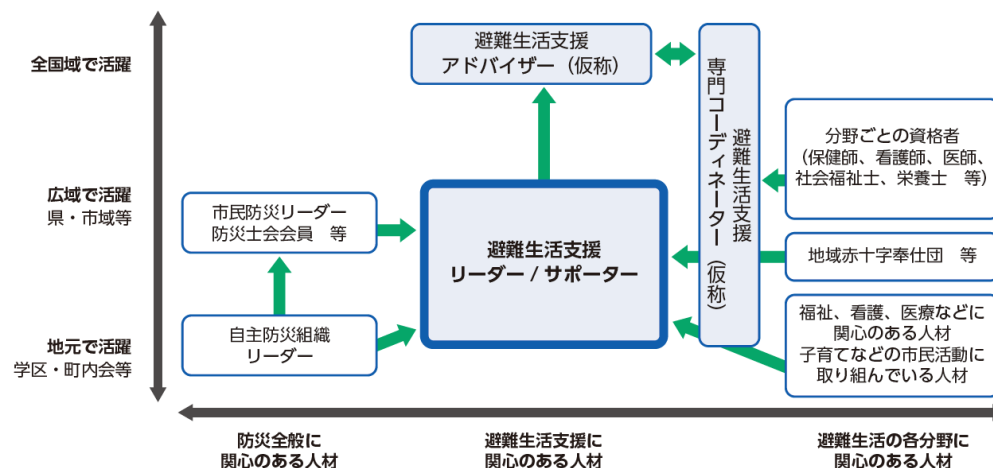 全国域で活躍
広域で活躍
県・市域等
地元で活躍
学区・町内会等
避難生活支援
アドバイザー（仮称）
避難生活支援
専門コーディネーター（仮称）
分野ごとの資格者
（保健師、看護師、医師、
社会福祉士、栄養士　等）
市民防災リーダー
防災士会会員　等
避難生活支援
リーダー / サポーター
地域赤十字奉仕団　等
自主防災組織
リーダー
福祉、看護、医療などに
関心のある人材
子育てなどの市民活動に
取り組んでいる人材
防災全般に
関心のある人材
避難生活支援に
関心のある人材
避難生活の各分野に
関心のある人材